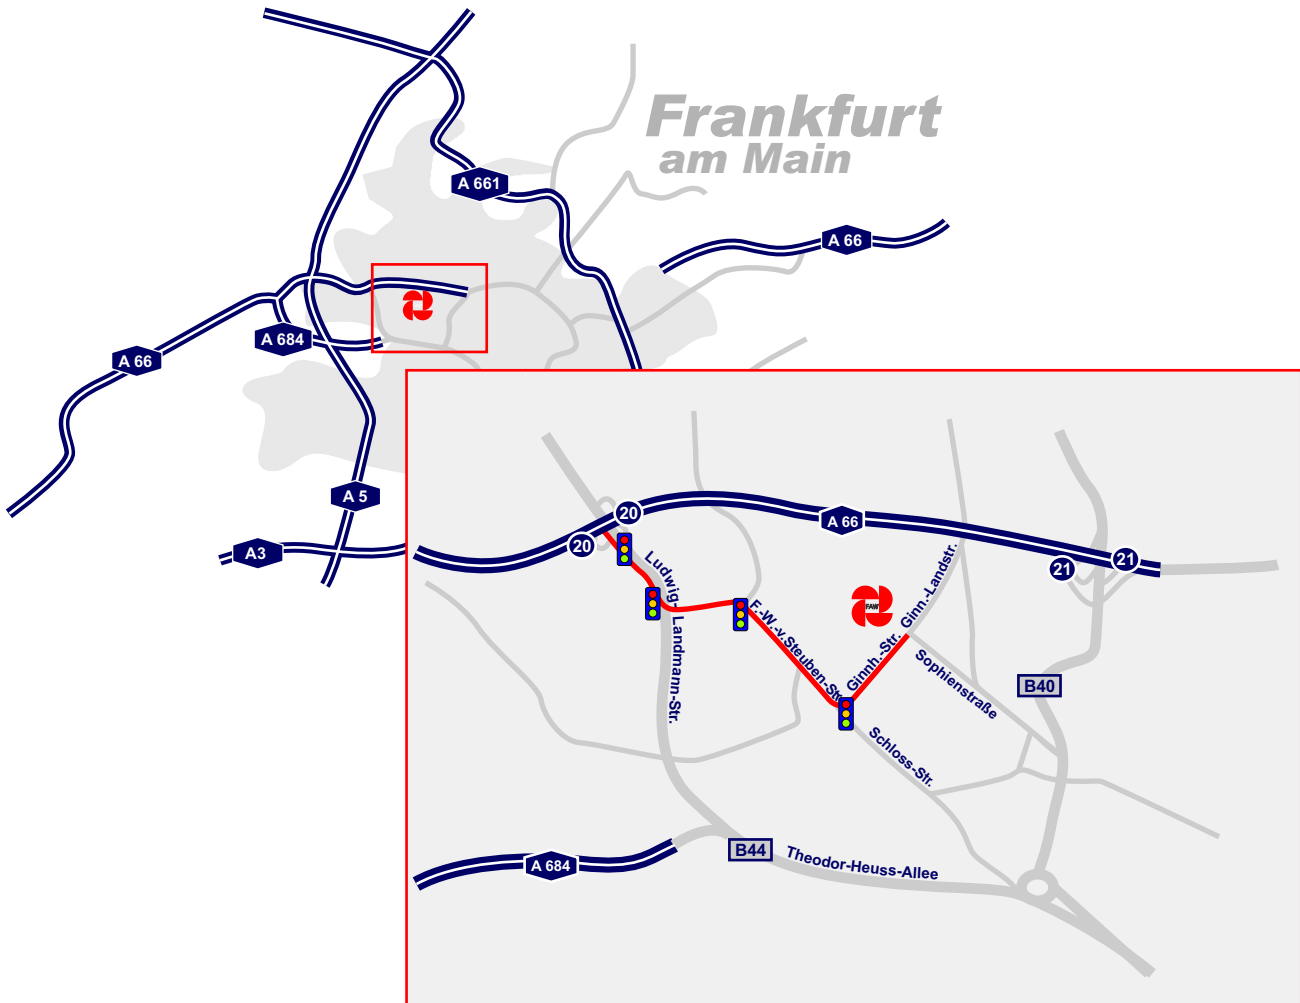 Frankfurt
am Main
A 661
A 66
A 684
A 66
A 5
A3
20
20
A 66
21
21
Ludwig-Landmann-Str.
F.-W.-v.Steuben-Str.
FAW
Ginnh.-Str.
Ginn.-Landstr.
Sophienstraße
B40
Schloss-Str.
B44
Theodor-Heuss-Allee
A 684